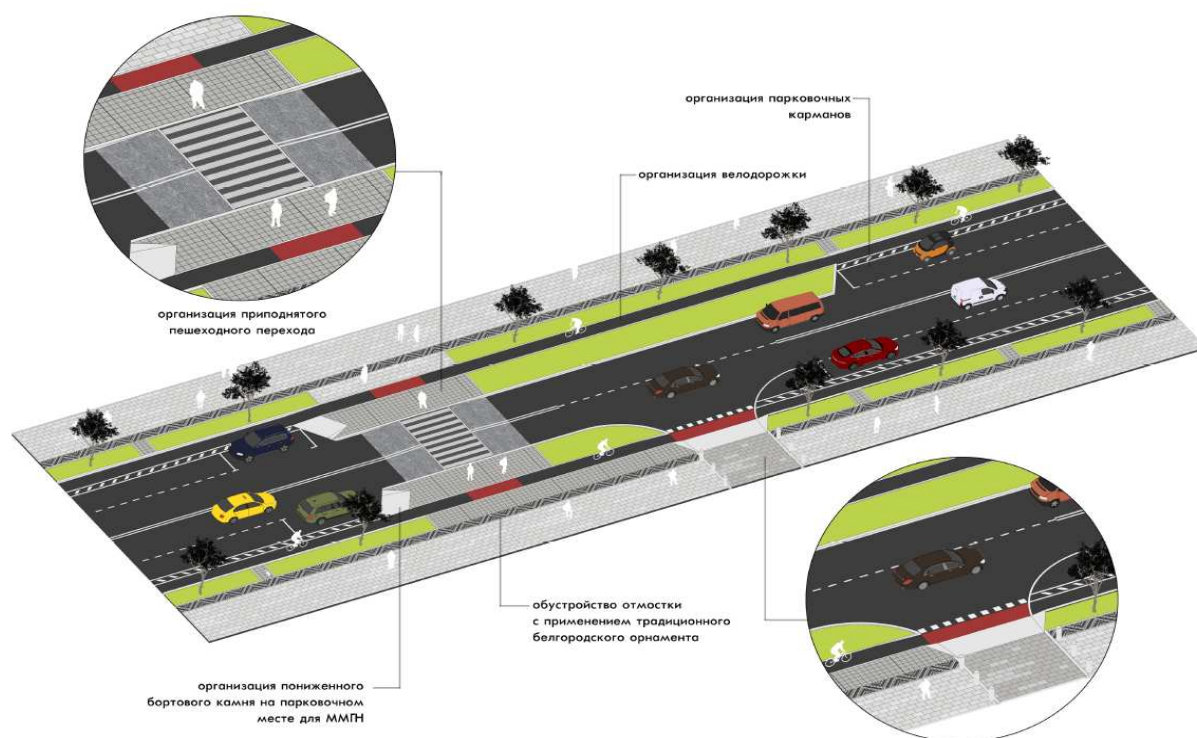 организация парковочных
карманов
организация велодорожки
организация приподнятого
пешеходного перехода
обустройство отмостки
с применением традиционного
белгородского орнамента
организация пониженного
бортового камня на парковочном
месте для ММГН